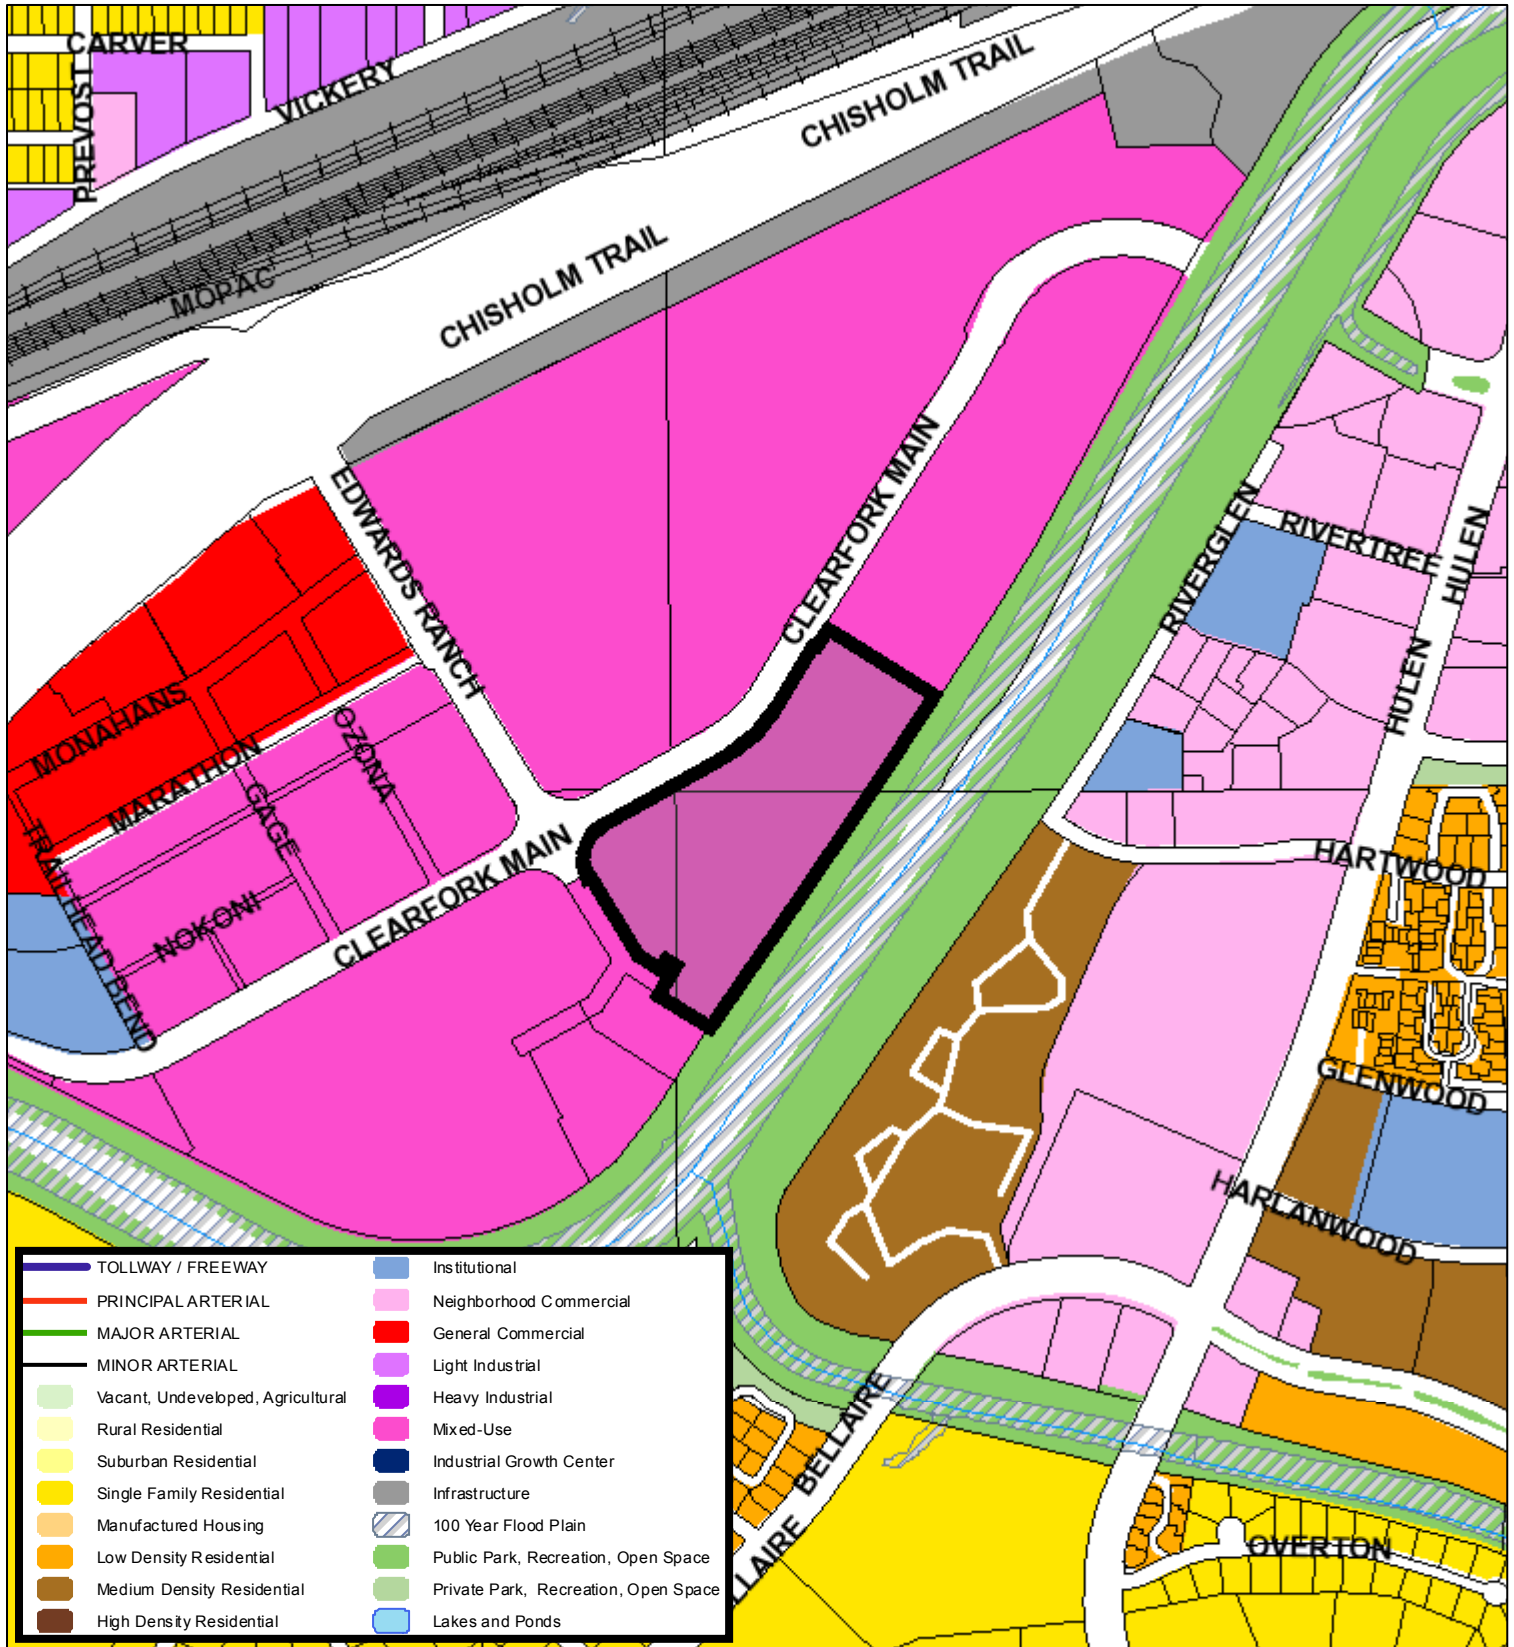 CARVER
PREVOST
VICKERY
CHISHOLM TRAIL
MOPAC
CHISHOLM TRAIL
EDWARDS RANCH
CLEARFORK MAIN
RIVERGLEN
RIVERTREE
HULEN
HULEN
MONAHANS
MARATHON
OZONA
GAGE
TRAILHEAD BEND
NOKONI
CLEARFORK MAIN
HARTWOOD
GLENWOOD
HARLANWOOD
BELLAIRE
LLAIRE
OVERTON
TOLLWAY / FREEWAY
PRINCIPAL ARTERIAL
MAJOR ARTERIAL
MINOR ARTERIAL
Vacant, Undeveloped, Agricultural
Rural Residential
Suburban Residential
Single Family Residential
Manufactured Housing
Low Density Residential
Medium Density Residential
High Density Residential
Institutional
Neighborhood Commercial
General Commercial
Light Industrial
Heavy Industrial
Mixed-Use
Industrial Growth Center
Infrastructure
100 Year Flood Plain
Public Park, Recreation, Open Space
Private Park, Recreation, Open Space
Lakes and Ponds